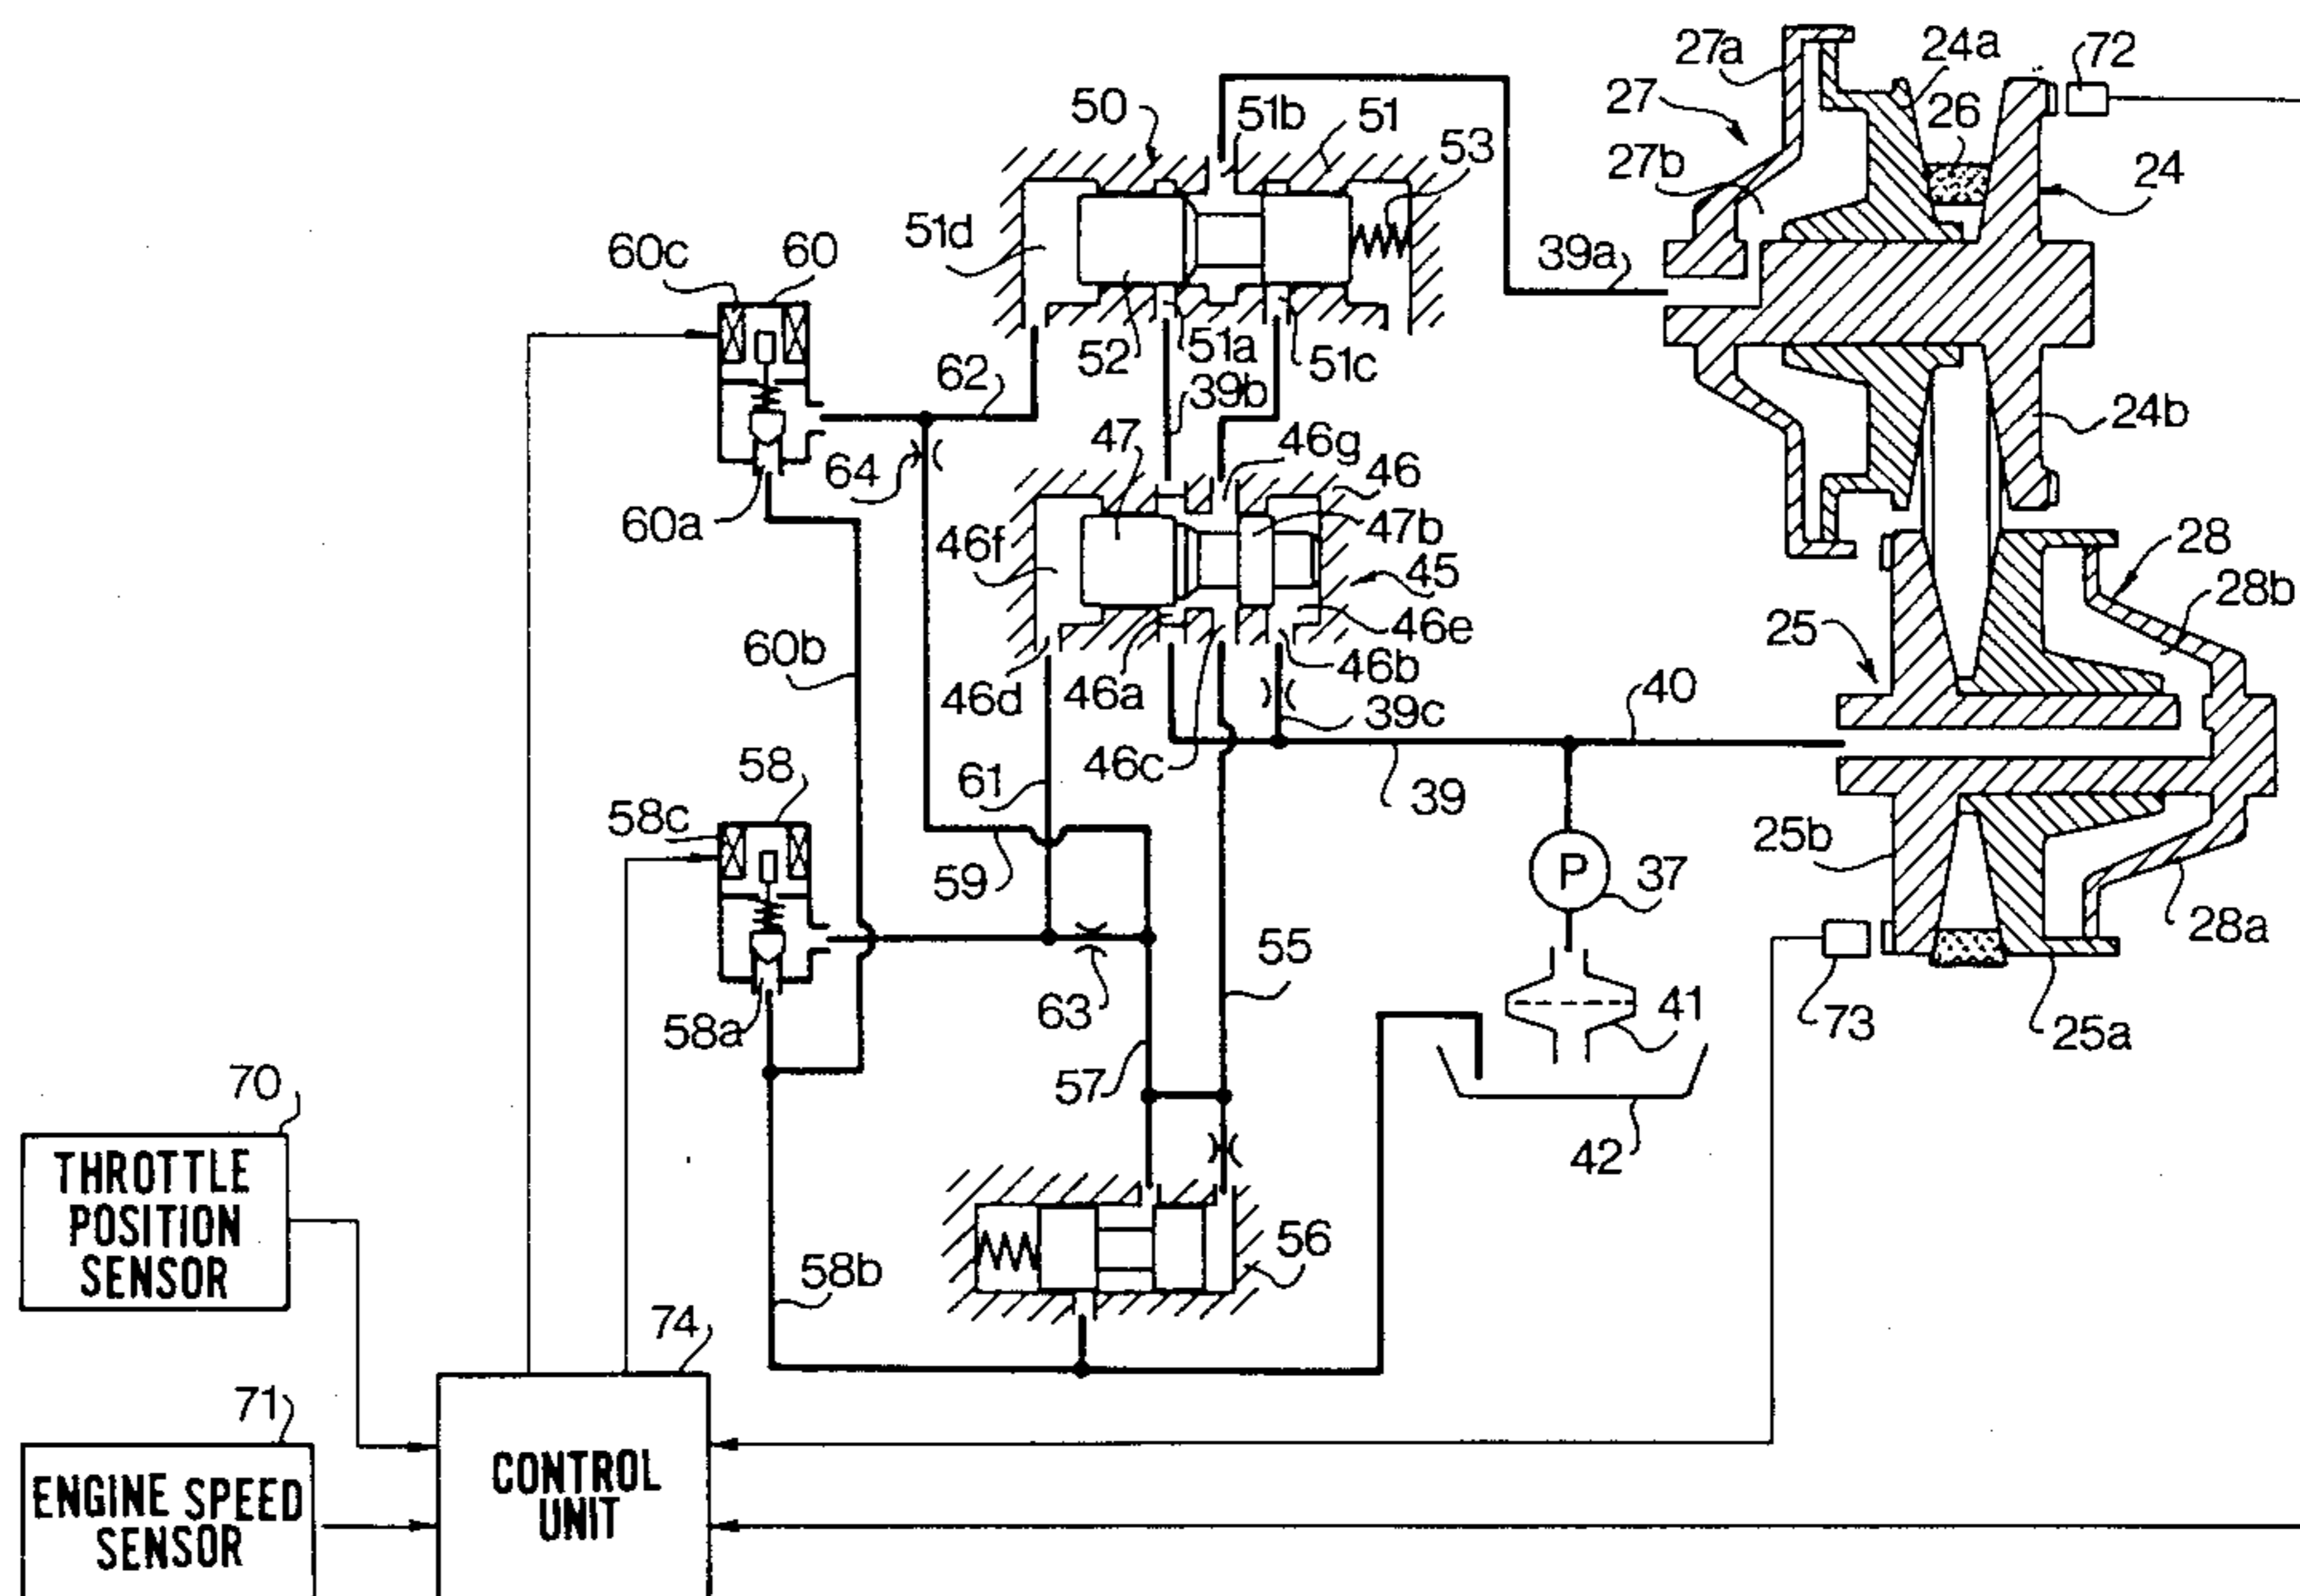 27a
24a
72
50
51b
51
53
27
26
27b
24
51d
60c
60
39a
52
51a
51c
62
39b
24b
47
46g
46
64
60a
47b
46f
45
28
28b
60b
46e
25
46d
46a
46b
40
39c
58
61
46c
39
58c
25b
P
37
59
28a
55
41
63
73
25a
58a
57
70
42
THROTTLE
POSITION
SENSOR
56
58b
74
71
CONTROL
UNIT
ENGINE SPEED
SENSOR